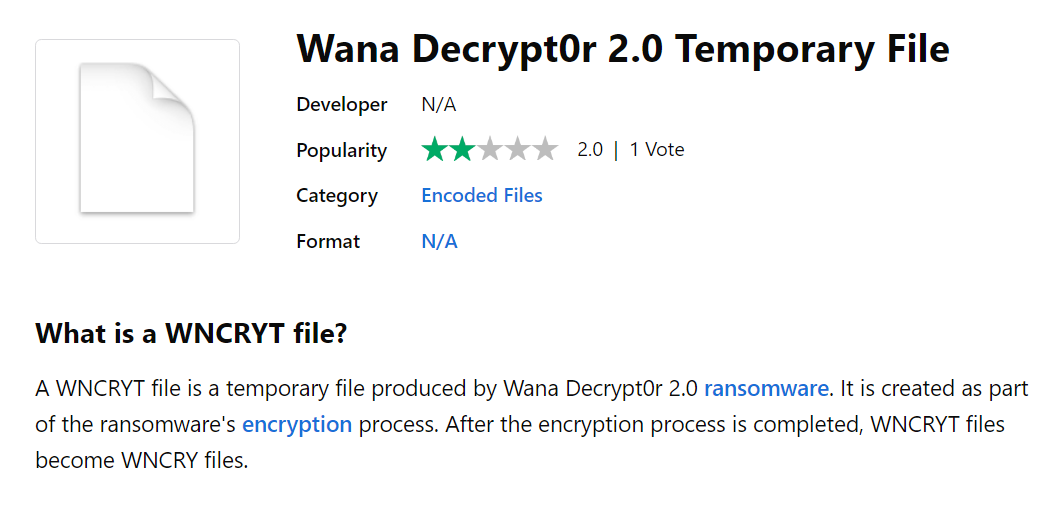 Wana Decrypt0r 2.0 Temporary File
Developer N/A
Popularity 2.0 | 1 Vote
Category Encoded Files
Format N/A
What is a WNCRYT file?
A WNCRYT file is a temporary file produced by Wana Decrypt0r 2.0 ransomware. It is created as part
of the ransomware's encryption process. After the encryption process is completed, WNCRYT files
become WNCRY files.